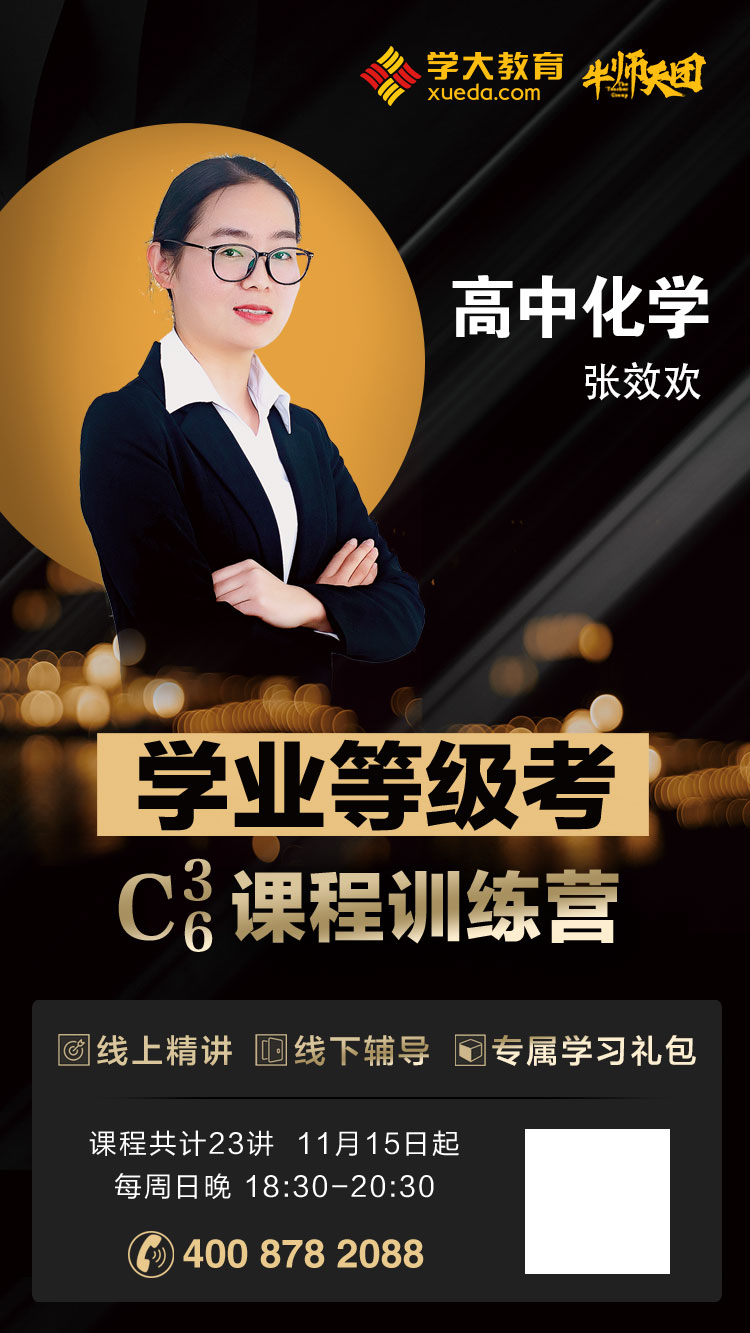 学大教育
xueda.com
牛师天团
The
Teacher
Group
高中化学
张效欢
学业等级考
C 3 6 课程训练营
线上精讲 线下辅导 专属学习礼包
课程共计23讲 11月15日起
每周日晚 18:30-20:30
400 878 2088